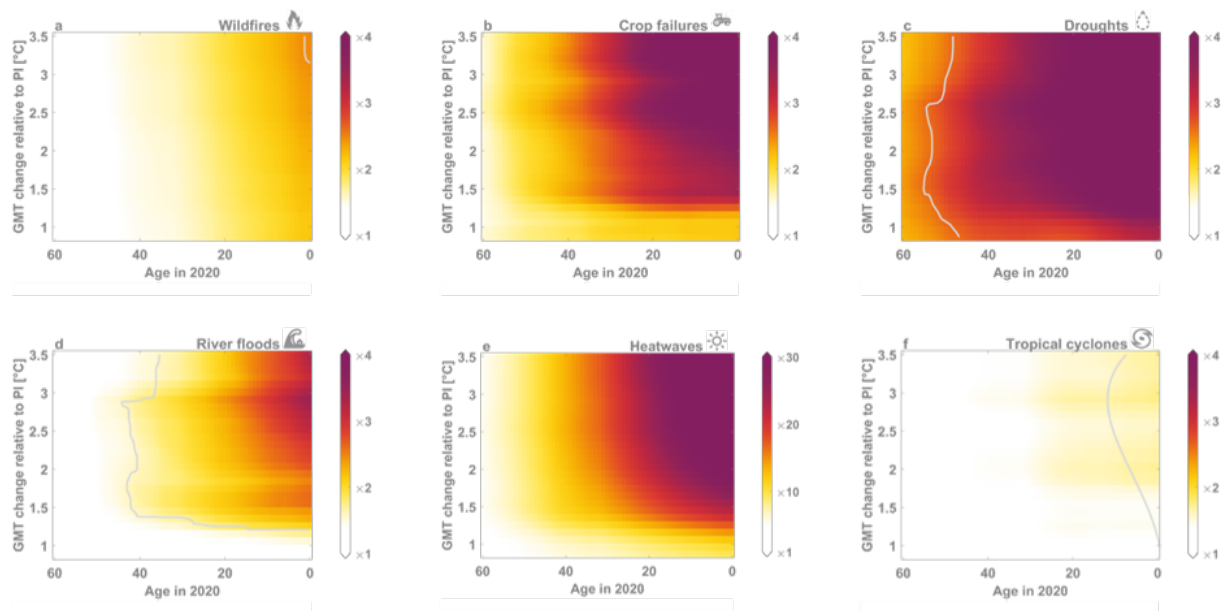 a Wildfires
GMT change relative to PI [°C]
3.5
3
2.5
2
1.5
1
60 40 20 0
Age in 2020
×4
×3
×2
×1
b Crop failures
GMT change relative to PI [°C]
3.5
3
2.5
2
1.5
1
60 40 20 0
Age in 2020
×4
×3
×2
×1
c Droughts
GMT change relative to PI [°C]
3.5
3
2.5
2
1.5
1
60 40 20 0
Age in 2020
×4
×3
×2
×1
d River floods
GMT change relative to PI [°C]
3.5
3
2.5
2
1.5
1
60 40 20 0
Age in 2020
×4
×3
×2
×1
e Heatwaves
GMT change relative to PI [°C]
3.5
3
2.5
2
1.5
1
60 40 20 0
Age in 2020
×30
×20
×10
×1
f Tropical cyclones
GMT change relative to PI [°C]
3.5
3
2.5
2
1.5
1
60 40 20 0
Age in 2020
×4
×3
×2
×1